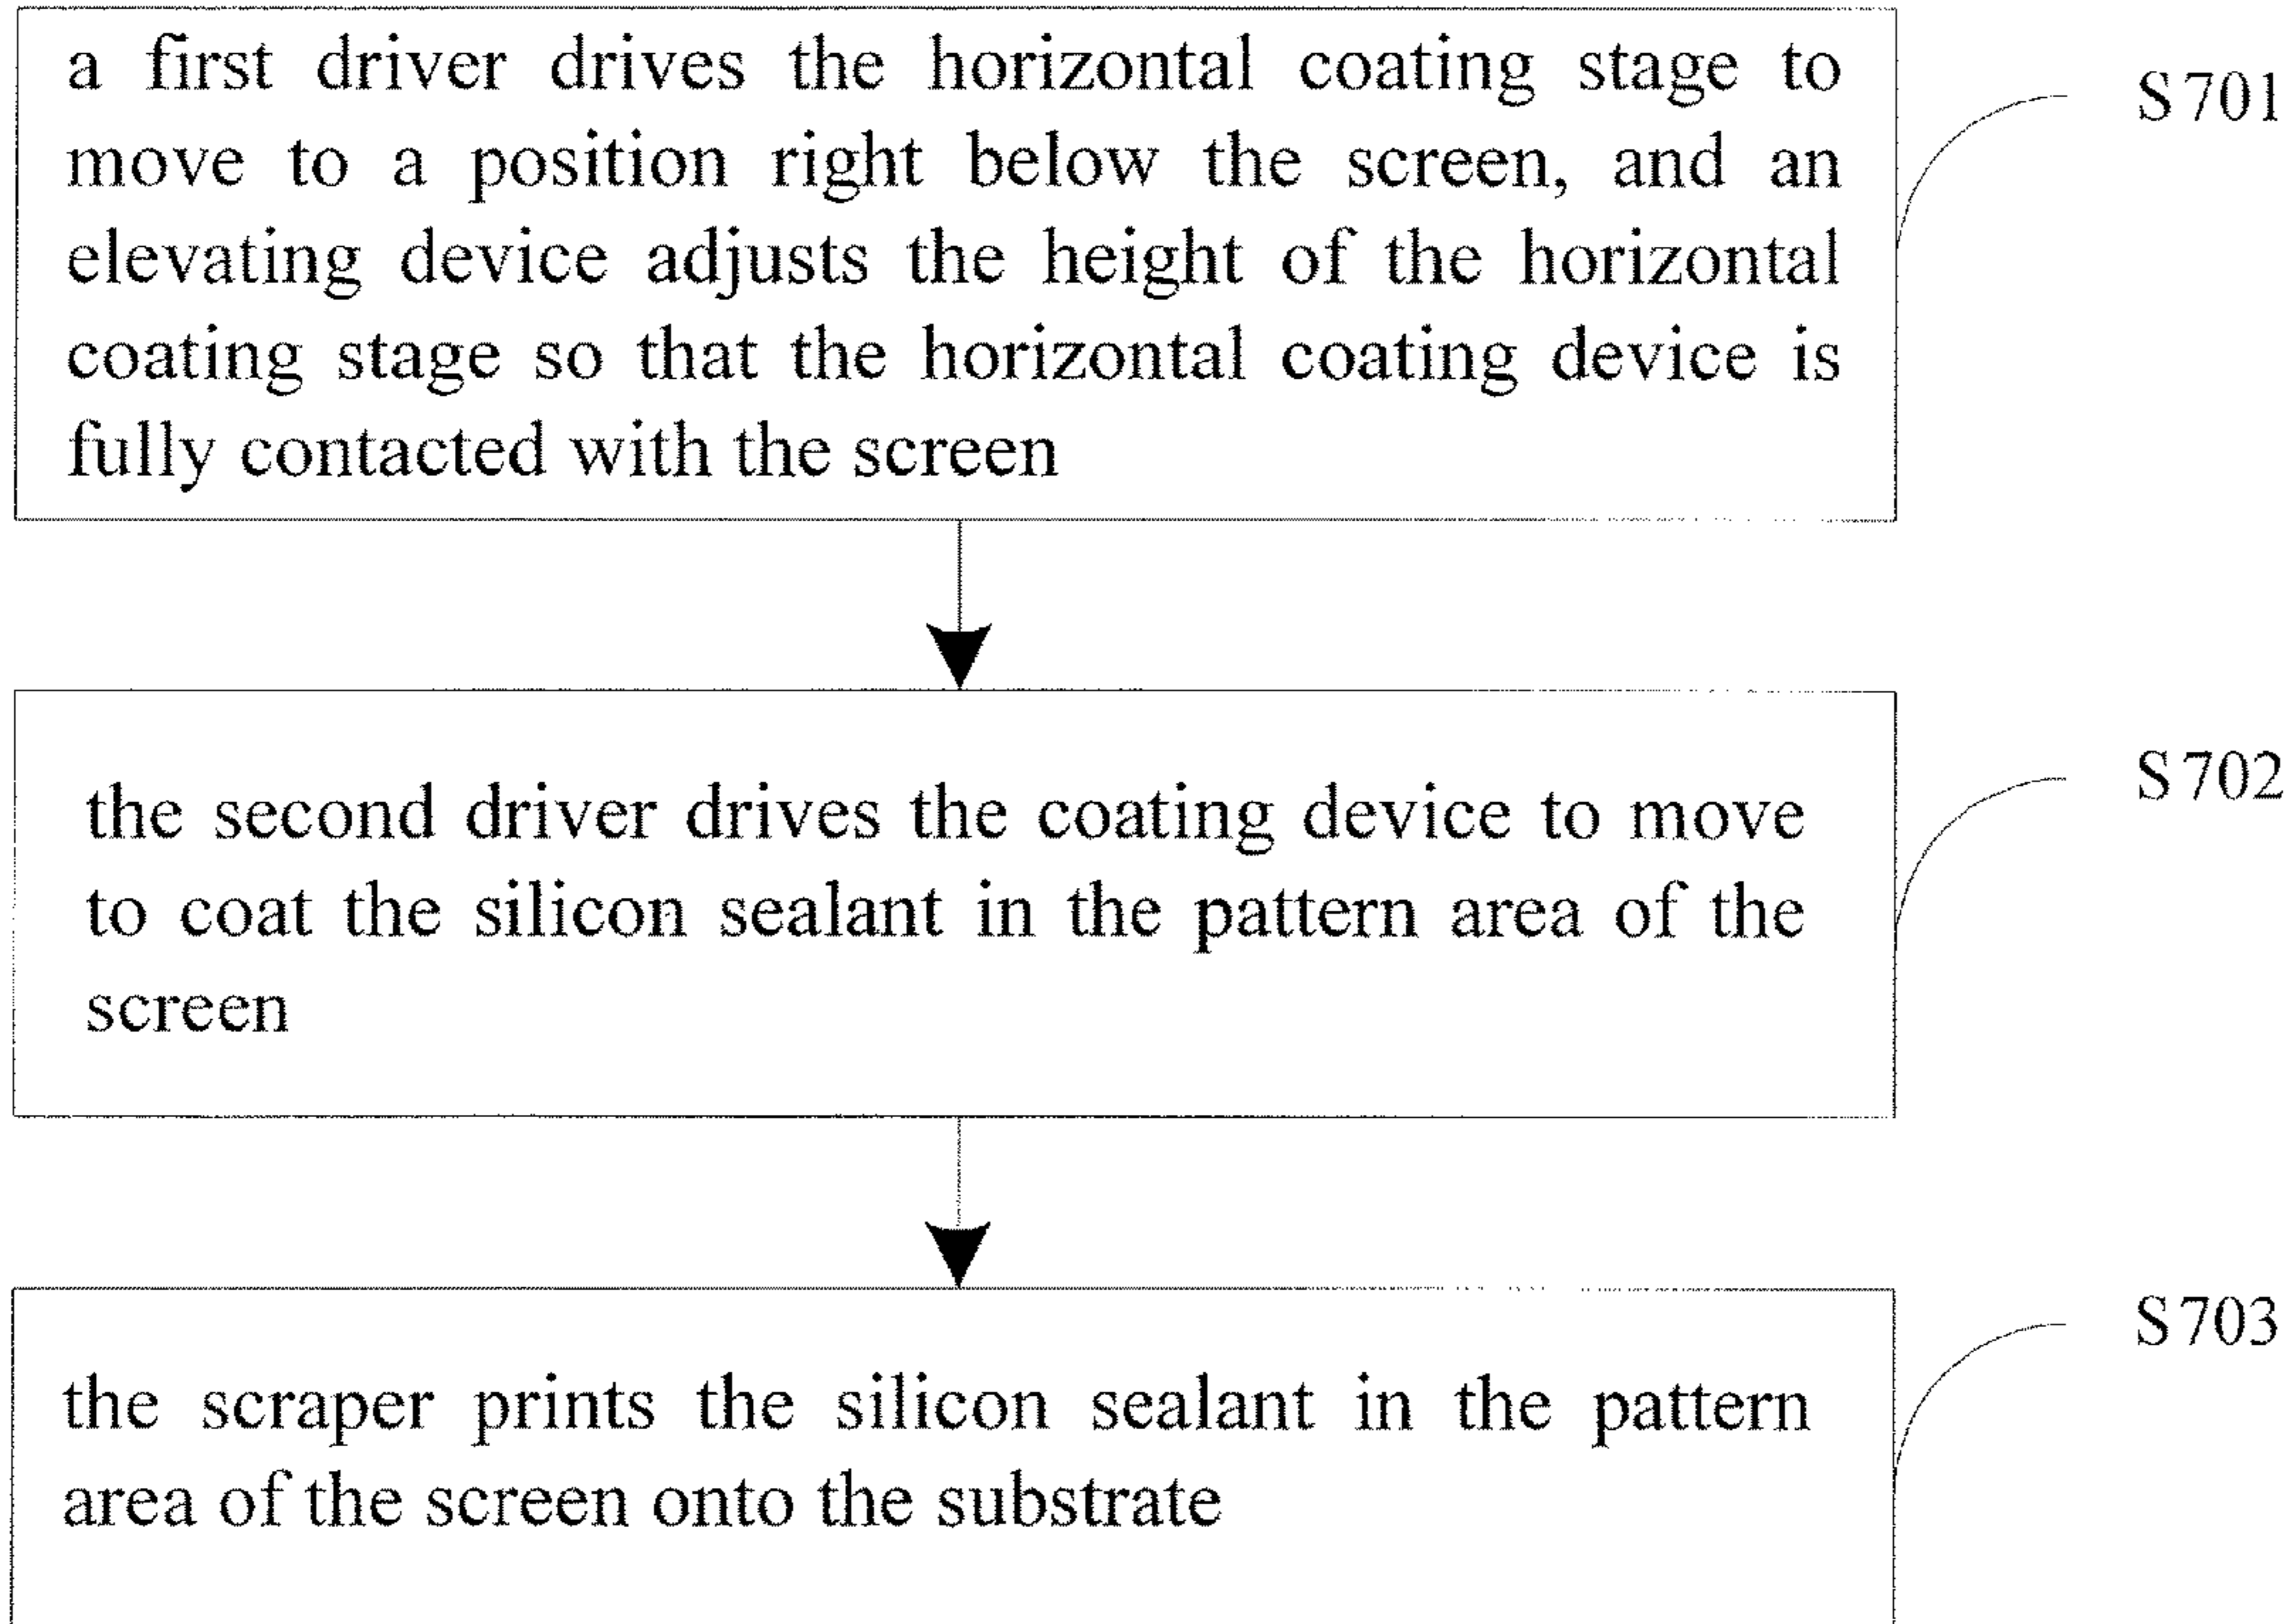 a first driver drives the horizontal coating stage to
move to a position right below the screen, and an
elevating device adjusts the height of the horizontal
coating stage so that the horizontal coating device is
fully contacted with the screen
S701
the second driver drives the coating device to move
to coat the silicon sealant in the pattern area of the
screen
S702
the scraper prints the silicon sealant in the pattern
area of the screen onto the substrate
S703